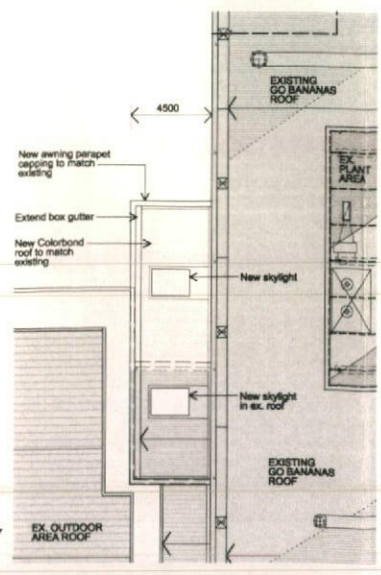 EXISTING
GO BANANAS
ROOF
4500
EX.
PLANT
AREA
New awning parapet
capping to match
existing
Extend box gutter
New Colorbond
roof to match
existing
New skylight
New skylight
in ex. roof
EXISTING
GO BANANAS
ROOF
EX. OUTDOOR
AREA ROOF